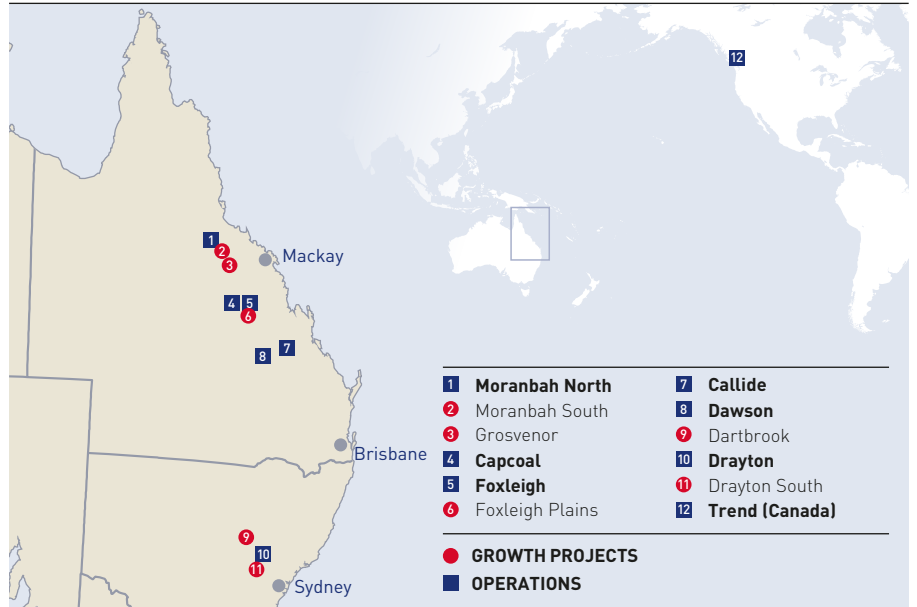 12
1
2
3
Mackay
4 5
6
7
8
Brisbane
9
10
11
Sydney
1 Moranbah North
2 Moranbah South
3 Grosvenor
4 Capcoal
5 Foxleigh
6 Foxleigh Plains
7 Callide
8 Dawson
9 Dartbrook
10 Drayton
11 Drayton South
12 Trend (Canada)
GROWTH PROJECTS
OPERATIONS